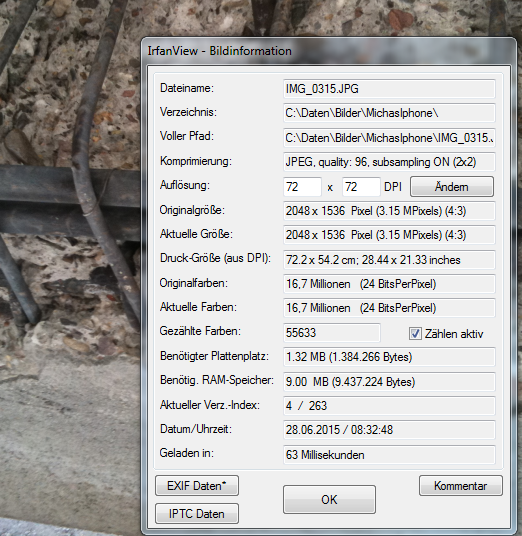 IrfanView - Bildinformation
Dateiname: IMG_0315.JPG
Verzeichnis: C:\Daten\Bilder\MichasIphone\
Voller Pfad: C:\Daten\Bilder\MichasIphone\IMG_0315.
Komprimierung: JPEG, quality: 96, subsampling ON (2x2)
Auflösung: 72 x 72 DPI Ändern
Originalgröße: 2048 x 1536 Pixel (3.15 MPixels) (4:3)
Aktuelle Größe: 2048 x 1536 Pixel (3.15 MPixels) (4:3)
Druck-Größe (aus DPI): 72.2 x 54.2 cm; 28.44 x 21.33 inches
Originalfarben: 16,7 Millionen (24 BitsPerPixel)
Aktuelle Farben: 16,7 Millionen (24 BitsPerPixel)
Gezählte Farben: 55633 Zählen aktiv
Benötigter Plattenplatz: 1.32 MB (1.384.266 Bytes)
Benötig. RAM-Speicher: 9.00 MB (9.437.224 Bytes)
Aktueller Verz.-Index: 4 / 263
Datum/Uhrzeit: 28.06.2015 / 08:32:48
Geladen in: 63 Millisekunden
EXIF Daten* OK Kommentar
IPTC Daten